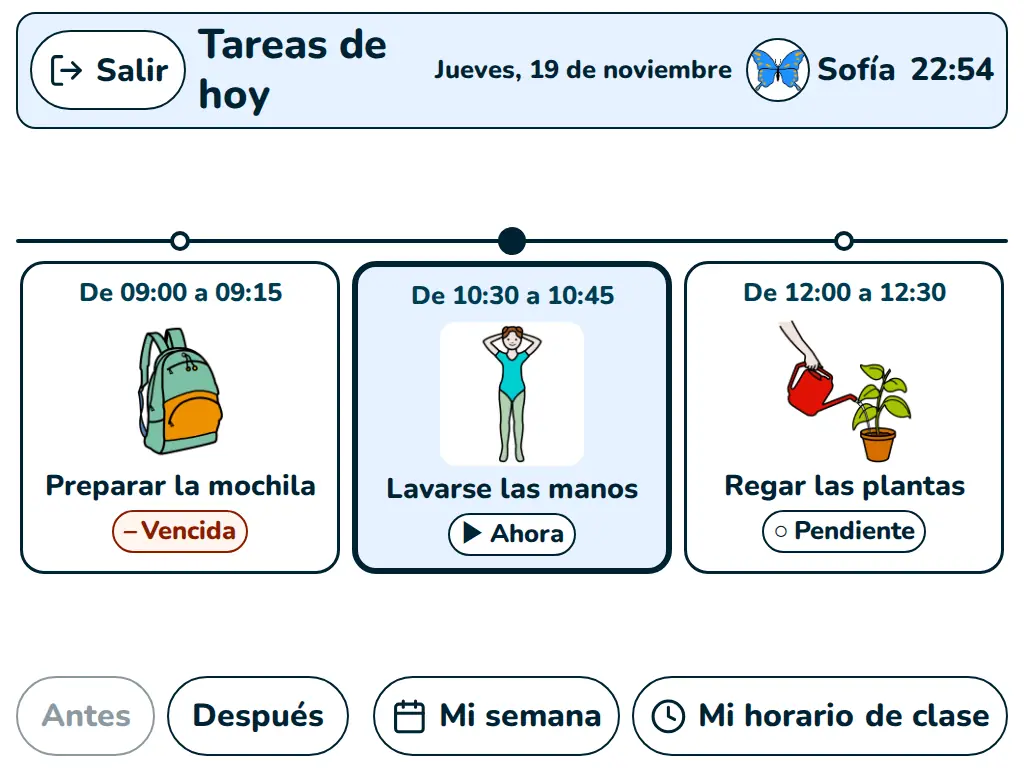 Salir
Tareas de
hoy
Jueves, 19 de noviembre
Sofía
22:54
De 09:00 a 09:15
Preparar la mochila
– Vencida
De 10:30 a 10:45
Lavarse las manos
▶ Ahora
De 12:00 a 12:30
Regar las plantas
○ Pendiente
Antes
Después
Mi semana
Mi horario de clase